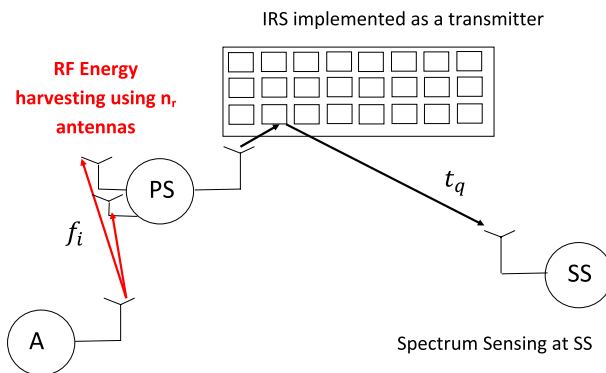 IRS implemented as a transmitter
RF Energy
harvesting using nr
antennas
PS
tq
fi
SS
A
Spectrum Sensing at SS